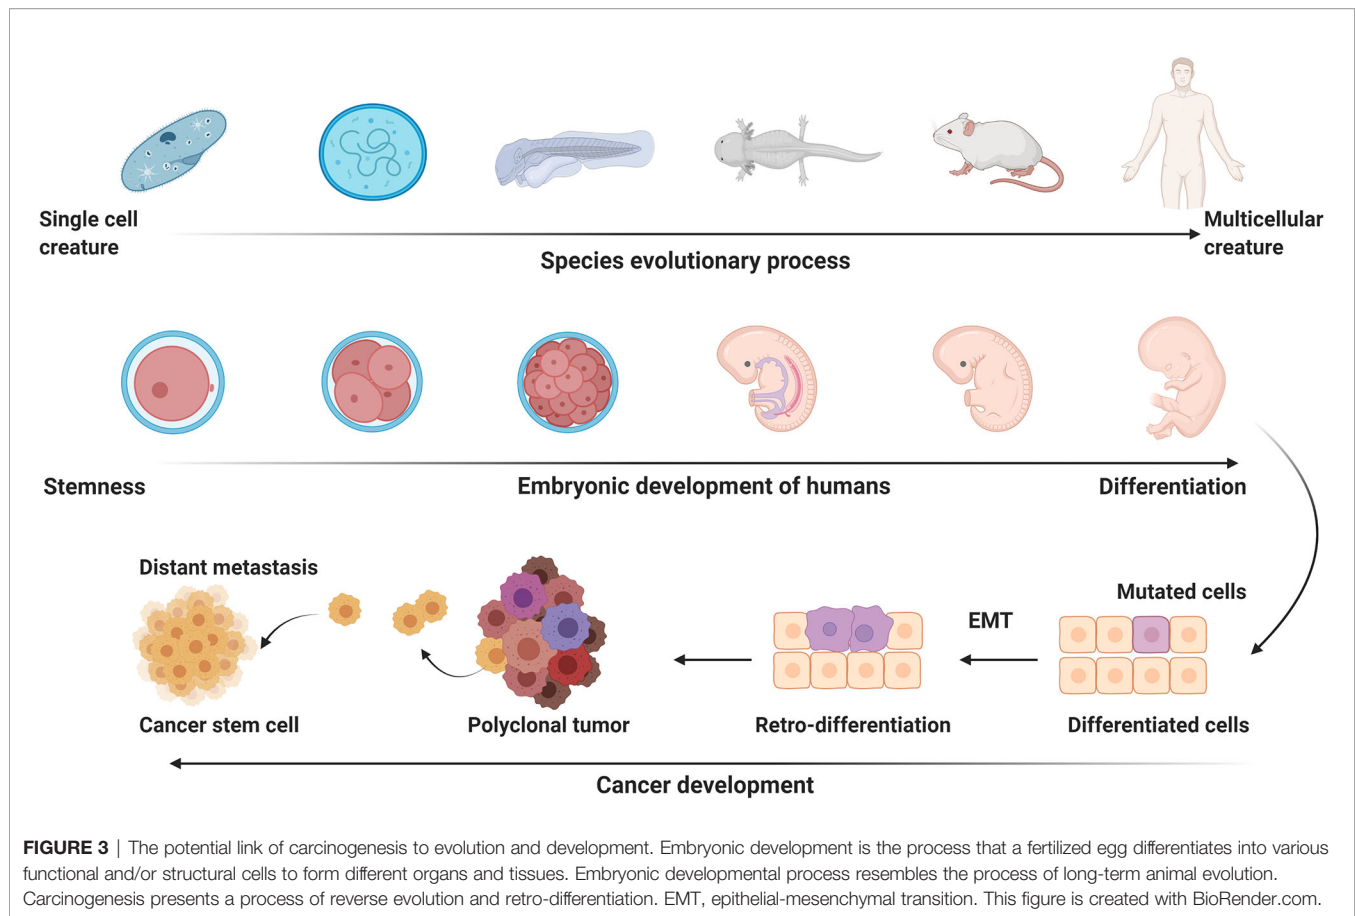 Single cell
creature
Multicellular
creature
Species evolutionary process
Stemness
Embryonic development of humans
Differentiation
Distant metastasis
Mutated cells
EMT
Cancer stem cell
Polyclonal tumor
Retro-differentiation
Differentiated cells
Cancer development
FIGURE 3 | The potential link of carcinogenesis to evolution and development. Embryonic development is the process that a fertilized egg differentiates into various
functional and/or structural cells to form different organs and tissues. Embryonic developmental process resembles the process of long-term animal evolution.
Carcinogenesis presents a process of reverse evolution and retro-differentiation. EMT, epithelial-mesenchymal transition. This figure is created with BioRender.com.